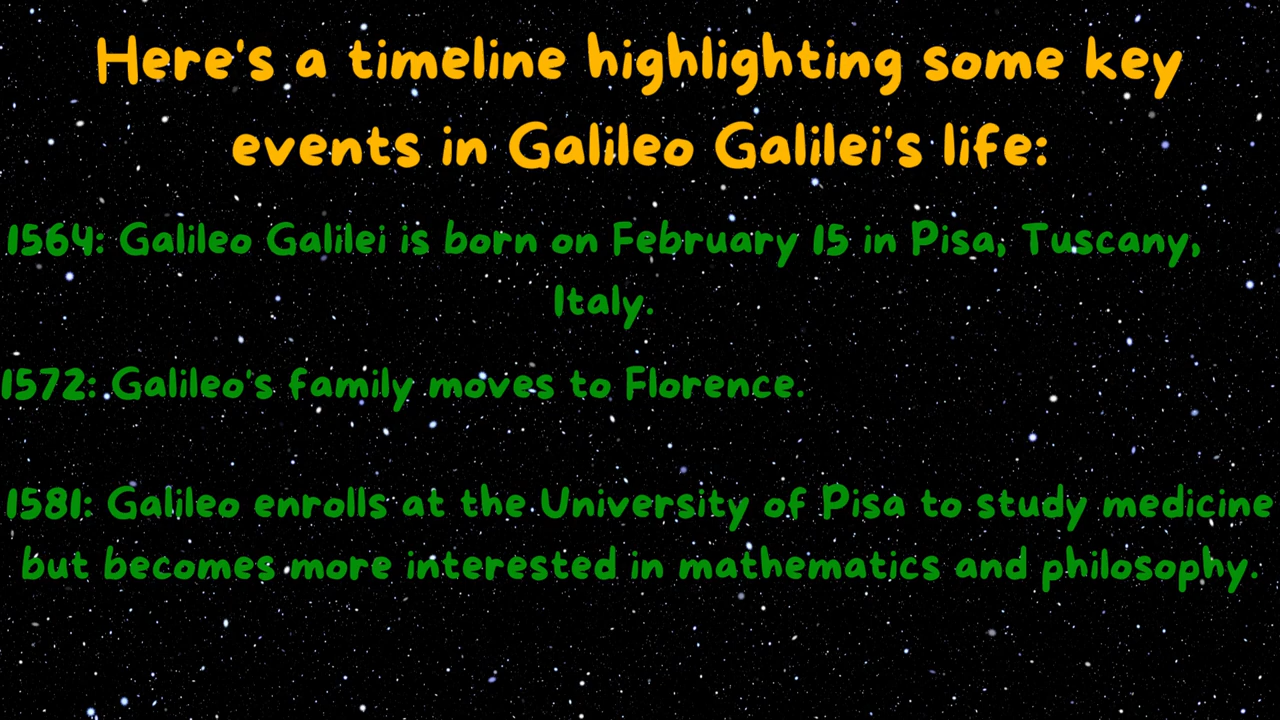 Here's a timeline highlighting some key
events in Galileo Galilei's life:
1564: Galileo Galilei is born on February 15 in Pisa, Tuscany,
Italy.
1572: Galileo's family moves to Florence.
1581: Galileo enrolls at the University of Pisa to study medicine
but becomes more interested in mathematics and philosophy.